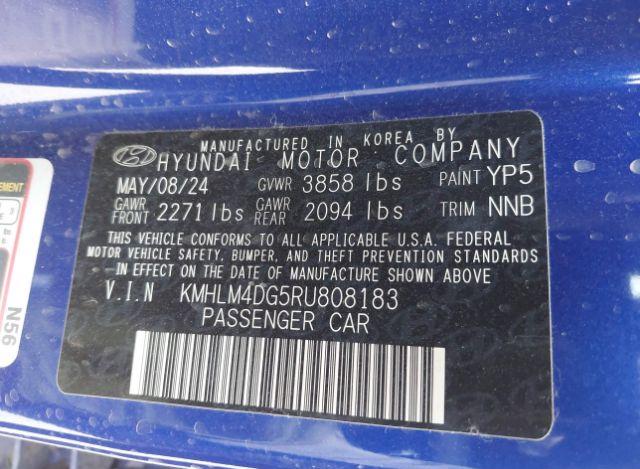 MANUFACTURED IN KOREA BY
HYUNDAI MOTOR COMPANY
MAY/08/24 GVWR 3858 lbs PAINT YP5
GAWR FRONT 2271 lbs GAWR REAR 2094 lbs TRIM NNB
THIS VEHICLE CONFORMS TO ALL APPLICABLE U.S.A. FEDERAL
MOTOR VEHICLE SAFETY, BUMPER, AND THEFT PREVENTION STANDARDS
IN EFFECT ON THE DATE OF MANUFACTURE SHOWN ABOVE.
V.I.N KMHLM4DG5RU808183
PASSENGER CAR
N56